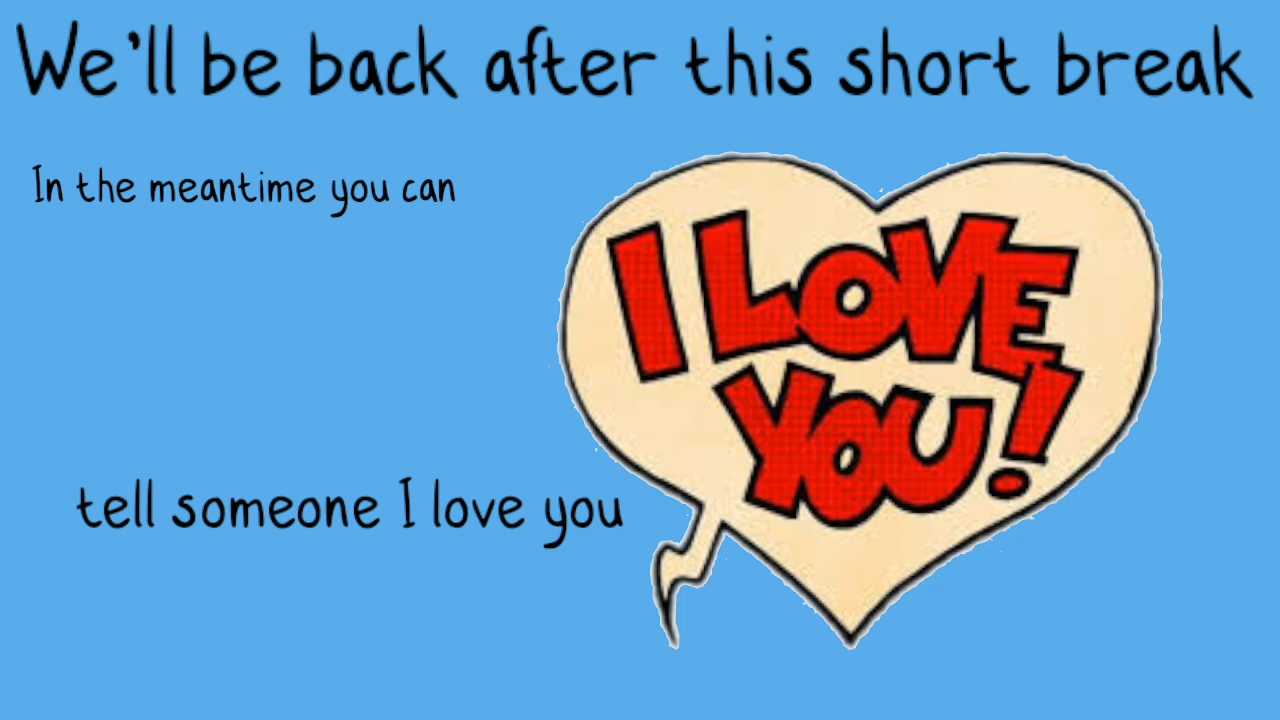 We'll be back after this short break
In the meantime you can
I LOVE
YOU!
tell someone I love you